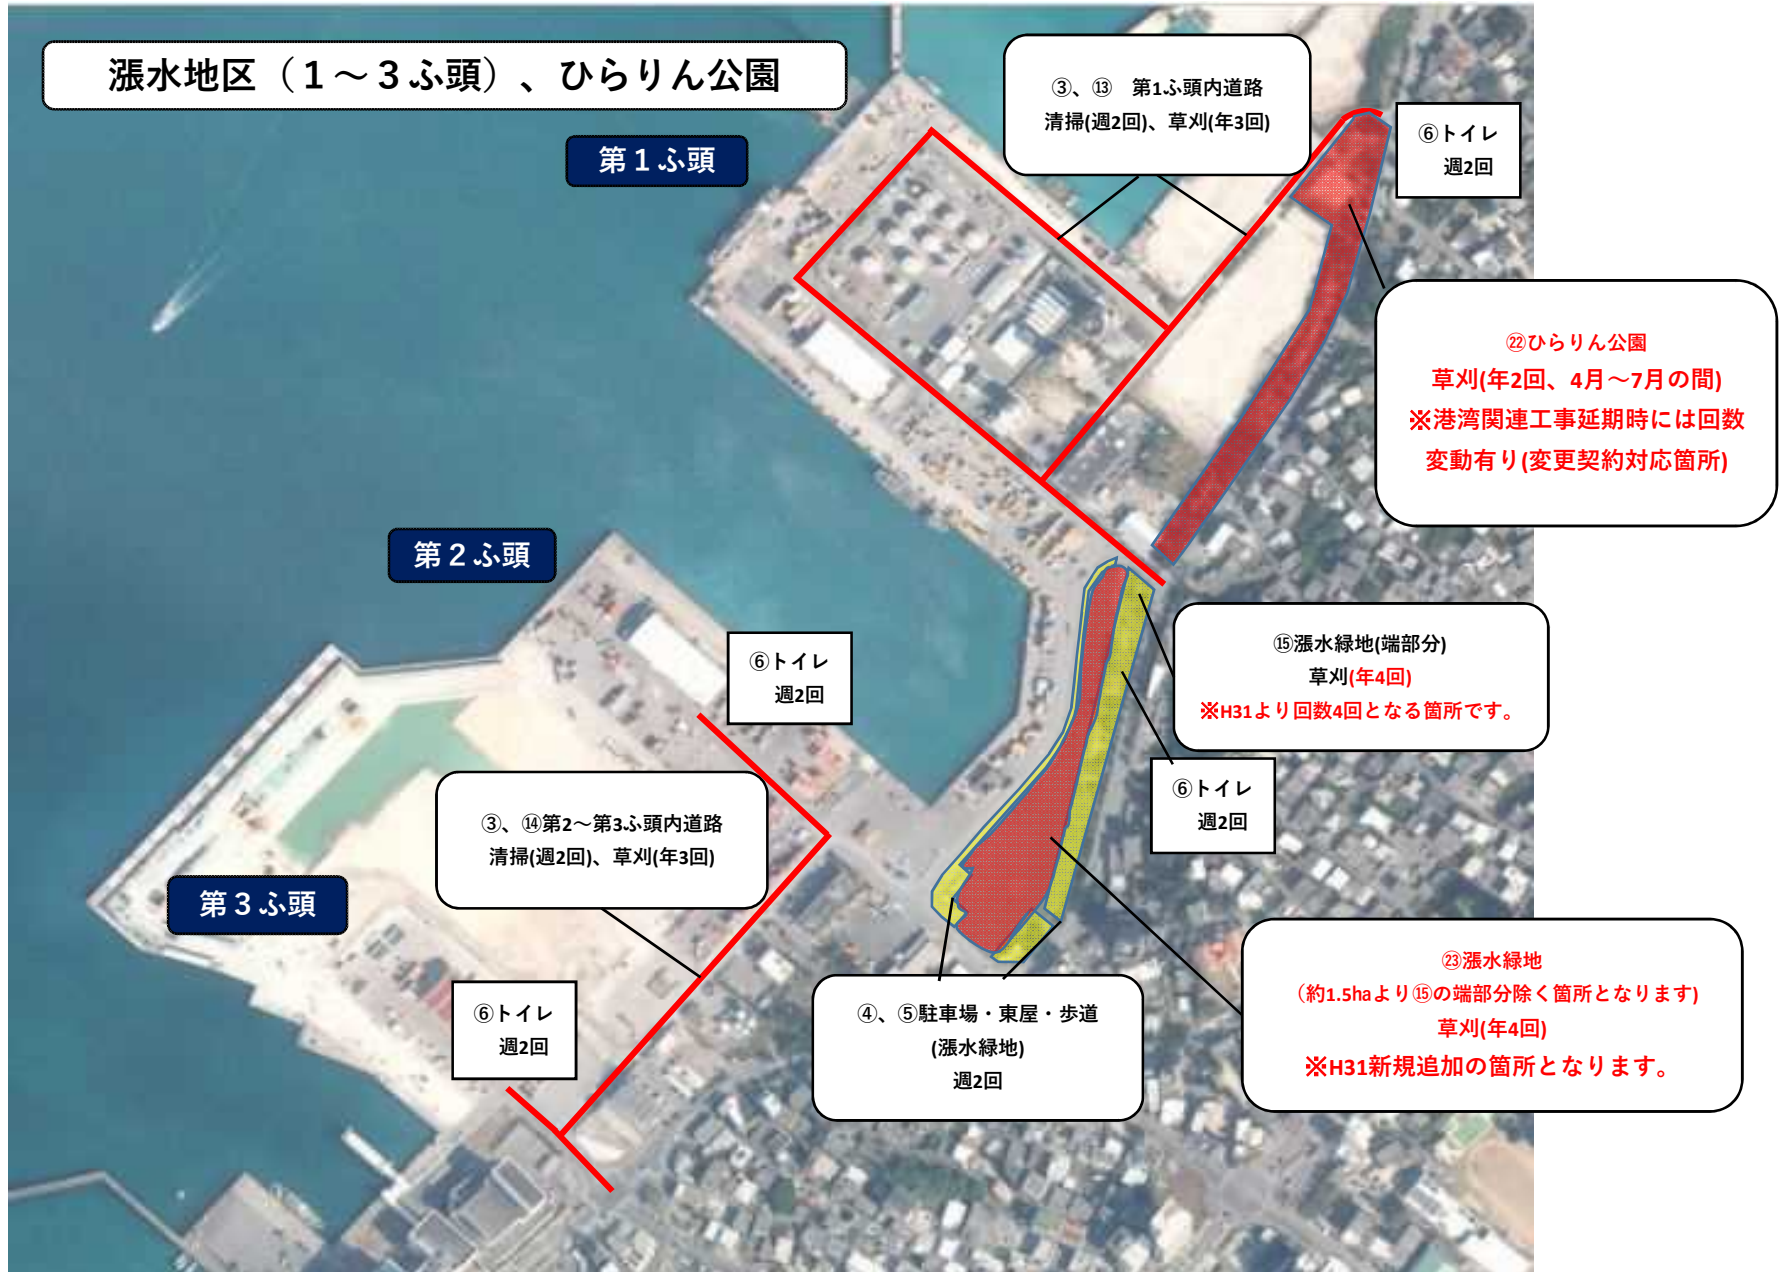 漲水地区（１～３ふ頭）、ひらりん公園
③、⑬　第1ふ頭内道路
清掃(週2回)、草刈(年3回)
⑥トイレ
週2回
第１ふ頭
㉒ひらりん公園
草刈(年2回、4月～7月の間)
※港湾関連工事延期時には回数
変動有り(変更契約対応箇所)
第２ふ頭
⑮漲水緑地(端部分)
草刈(年4回)
※H31より回数4回となる箇所です。
⑥トイレ
週2回
⑥トイレ
週2回
③、⑭第2～第3ふ頭内道路
清掃(週2回)、草刈(年3回)
第３ふ頭
㉓漲水緑地
（約1.5haより⑮の端部分除く箇所となります)
草刈(年4回)
※H31新規追加の箇所となります。
④、⑤駐車場・東屋・歩道
(漲水緑地)
週2回
⑥トイレ
週2回